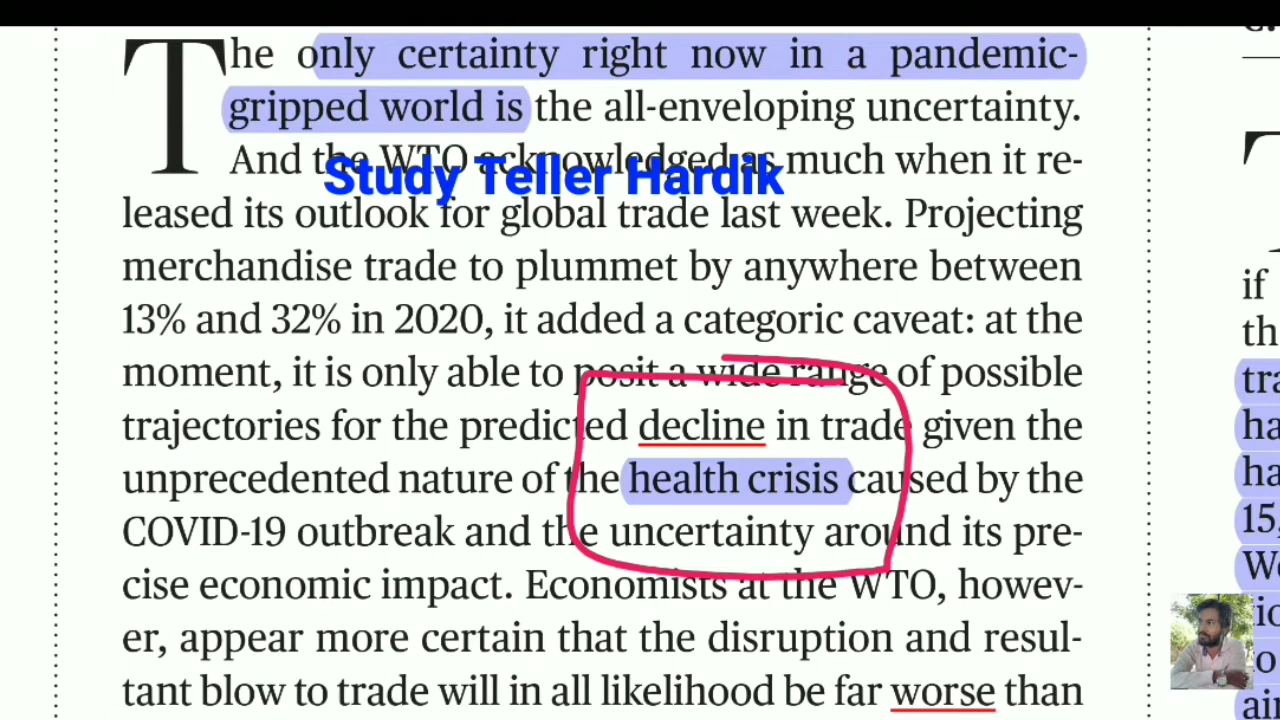 The only certainty right now in a pandemic-
gripped world is the all-enveloping uncertainty.
And the WTO acknowledged as much when it re-
Study Teller Hardik
leased its outlook for global trade last week. Projecting
merchandise trade to plummet by anywhere between
13% and 32% in 2020, it added a categoric caveat: at the
moment, it is only able to posit a wide range of possible
trajectories for the predicted decline in trade given the
unprecedented nature of the health crisis caused by the
COVID-19 outbreak and the uncertainty around its pre-
cise economic impact. Economists at the WTO, howev-
er, appear more certain that the disruption and resul-
tant blow to trade will in all likelihood be far worse than
if
th
tra
ha
ha
15,